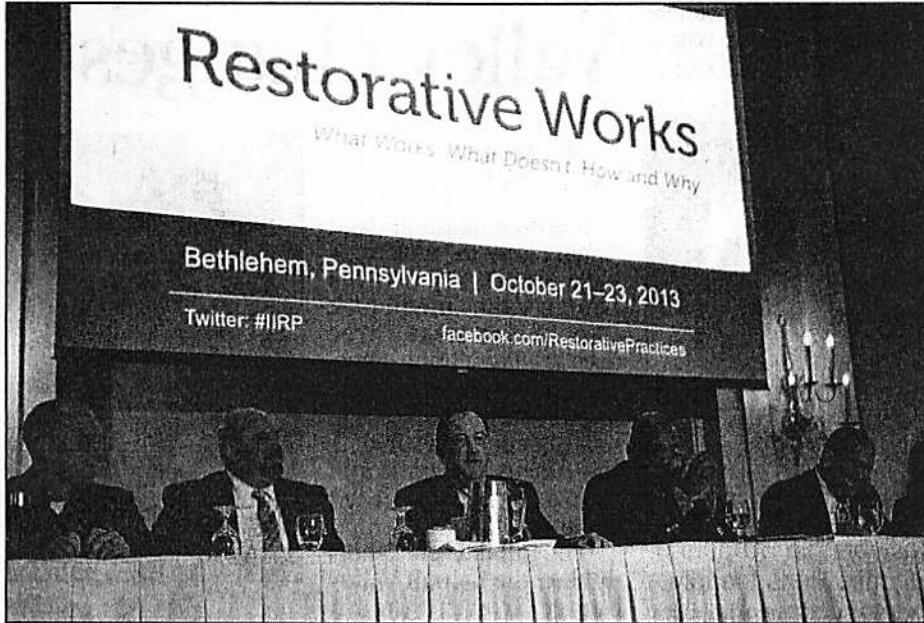 Restorative Works
What Works. What Doesn't. How and Why
Bethlehem, Pennsylvania | October 21–23, 2013
Twitter: #IIRP
facebook.com/RestorativePractices